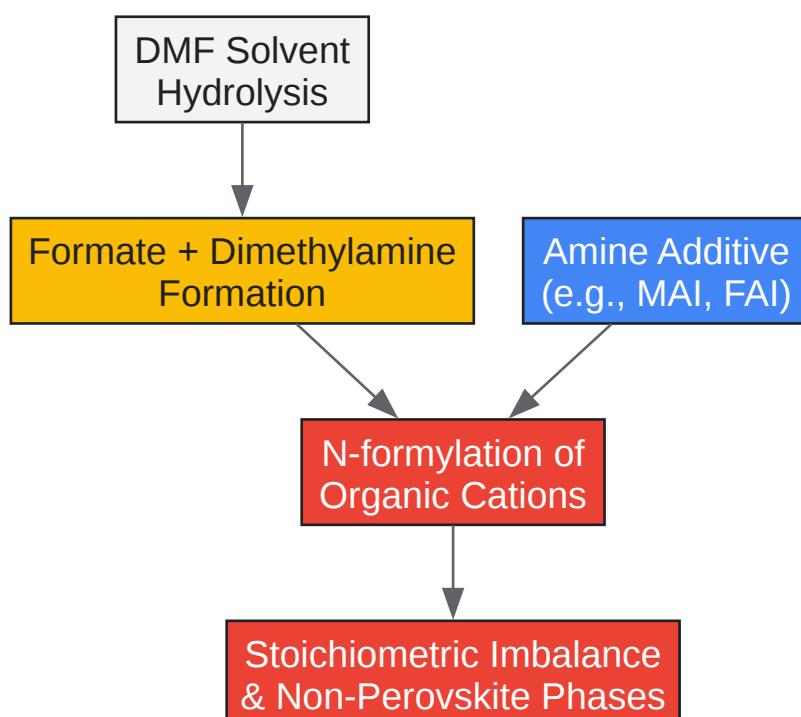 DMF Solvent
Hydrolysis
Formate + Dimethylamine
Formation
Amine Additive
(e.g., MAI, FAI)
N-formylation of
Organic Cations
Stoichiometric Imbalance
& Non-Perovskite Phases